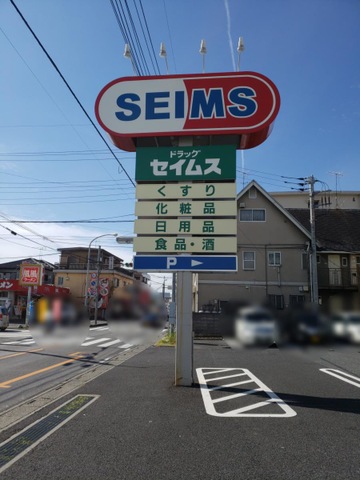 SEIMS
ドラッグ
セイムス
くすり
化粧品
日用品
食品・酒
P